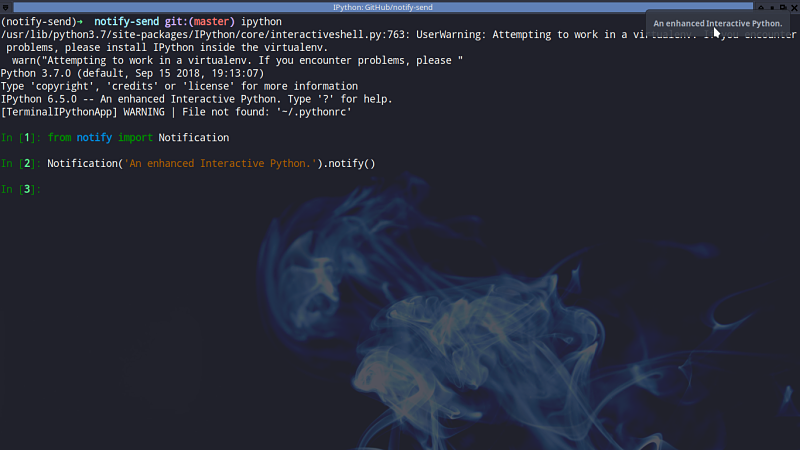 IPython: GitHub/notify-send
An enhanced Interactive Python.
(notify-send)➜  notify-send git:(master) ipython
/usr/lib/python3.7/site-packages/IPython/core/interactiveshell.py:763: UserWarning: Attempting to work in a virtualenv. If you encounter
 problems, please install IPython inside the virtualenv.
  warn("Attempting to work in a virtualenv. If you encounter problems, please "
Python 3.7.0 (default, Sep 15 2018, 19:13:07)
Type 'copyright', 'credits' or 'license' for more information
IPython 6.5.0 -- An enhanced Interactive Python. Type '?' for help.
[TerminalIPythonApp] WARNING | File not found: '~/.pythonrc'
In [1]: from notify import Notification
In [2]: Notification('An enhanced Interactive Python.').notify()
In [3]: